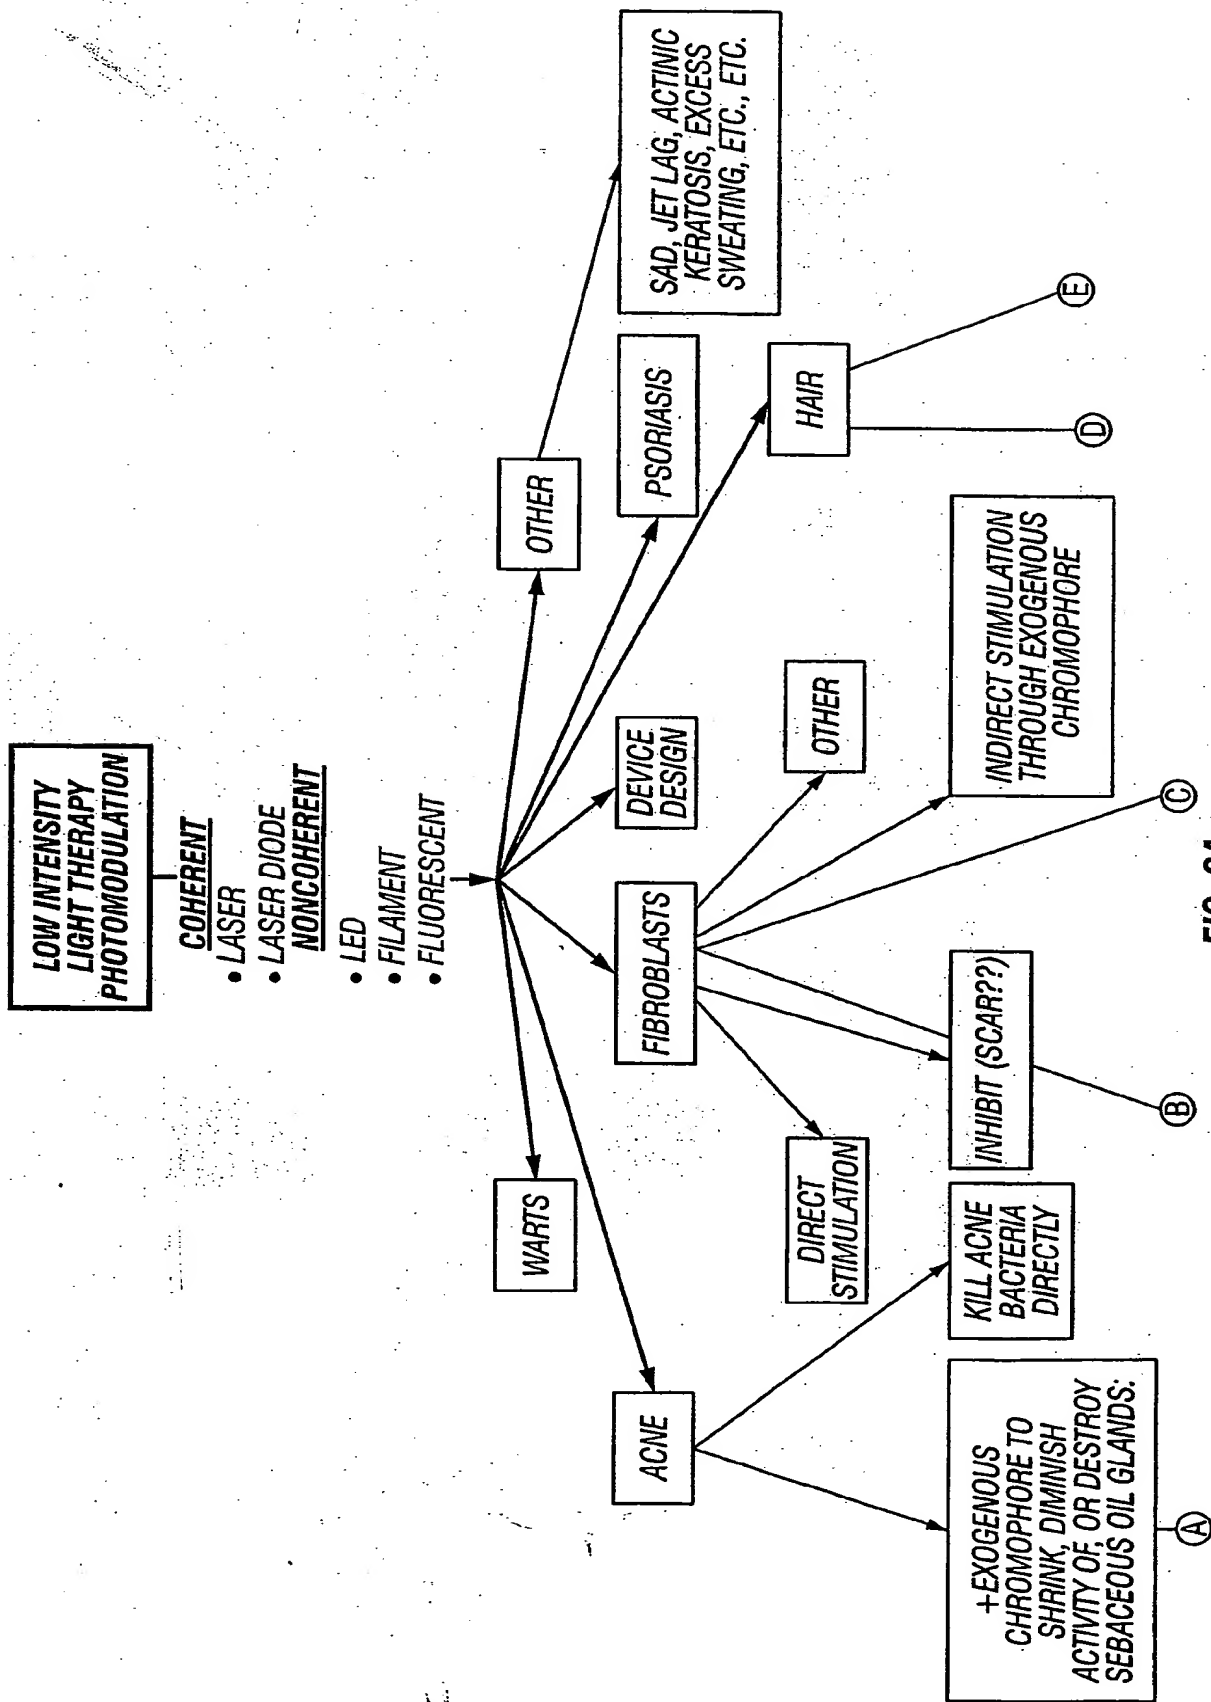 LOW INTENSITY
LIGHT THERAPY
PHOTOMODULATION
COHERENT
• LASER
• LASER DIODE
NONCOHERENT
• LED
• FILAMENT
• FLUORESCENT
WARTS
OTHER
ACNE
FIBROBLASTS
DEVICE
DESIGN
PSORIASIS
SAD, JET LAG, ACTINIC
KERATOSIS, EXCESS
SWEATING, ETC., ETC.
DIRECT
STIMULATION
OTHER
HAIR
+EXOGENOUS
CHROMOPHORE TO
SHRINK, DIMINISH
ACTIVITY OF, OR DESTROY
SEBACEOUS OIL GLANDS:
KILL ACNE
BACTERIA
DIRECTLY
INHIBIT (SCAR??)
INDIRECT STIMULATION
THROUGH EXOGENOUS
CHROMOPHORE
A
B
C
D
E